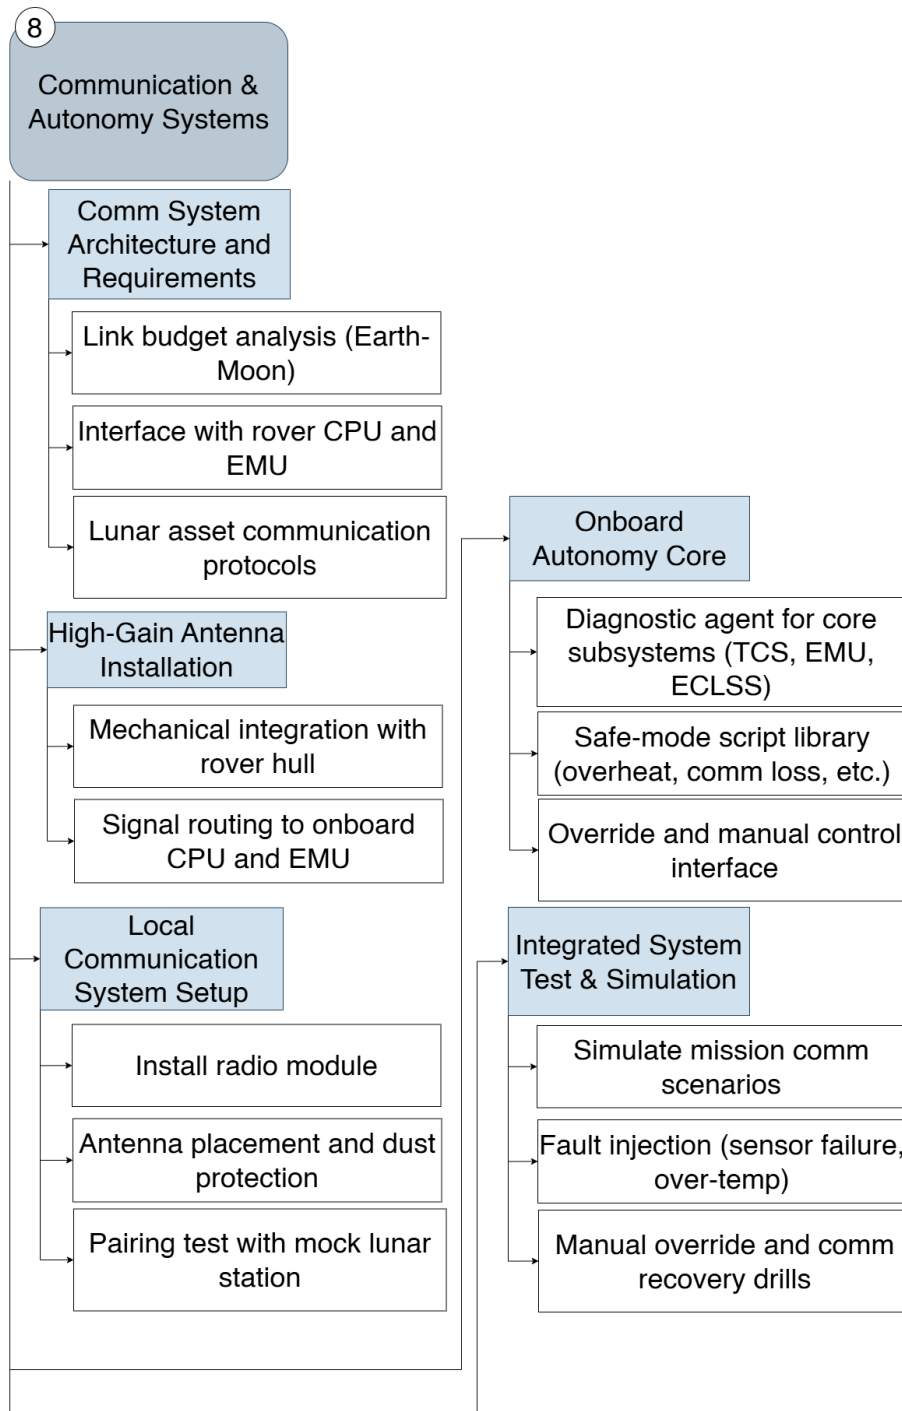 8
Communication &
Autonomy Systems
Comm System
Architecture and
Requirements
Link budget analysis (Earth-
Moon)
Interface with rover CPU and
EMU
Lunar asset communication
protocols
High-Gain Antenna
Installation
Mechanical integration with
rover hull
Signal routing to onboard
CPU and EMU
Local
Communication
System Setup
Install radio module
Antenna placement and dust
protection
Pairing test with mock lunar
station
Onboard
Autonomy Core
Diagnostic agent for core
subsystems (TCS, EMU,
ECLSS)
Safe-mode script library
(overheat, comm loss, etc.)
Override and manual control
interface
Integrated System
Test & Simulation
Simulate mission comm
scenarios
Fault injection (sensor failure,
over-temp)
Manual override and comm
recovery drills